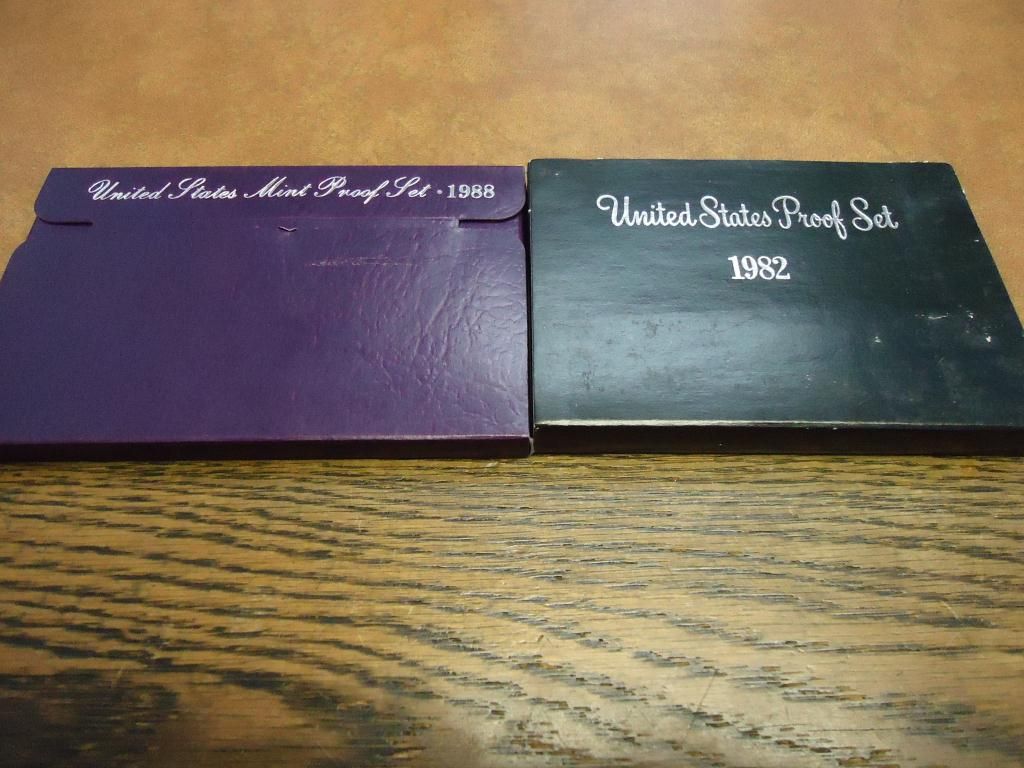 United States Mint Proof Set · 1988
United States Proof Set
1982